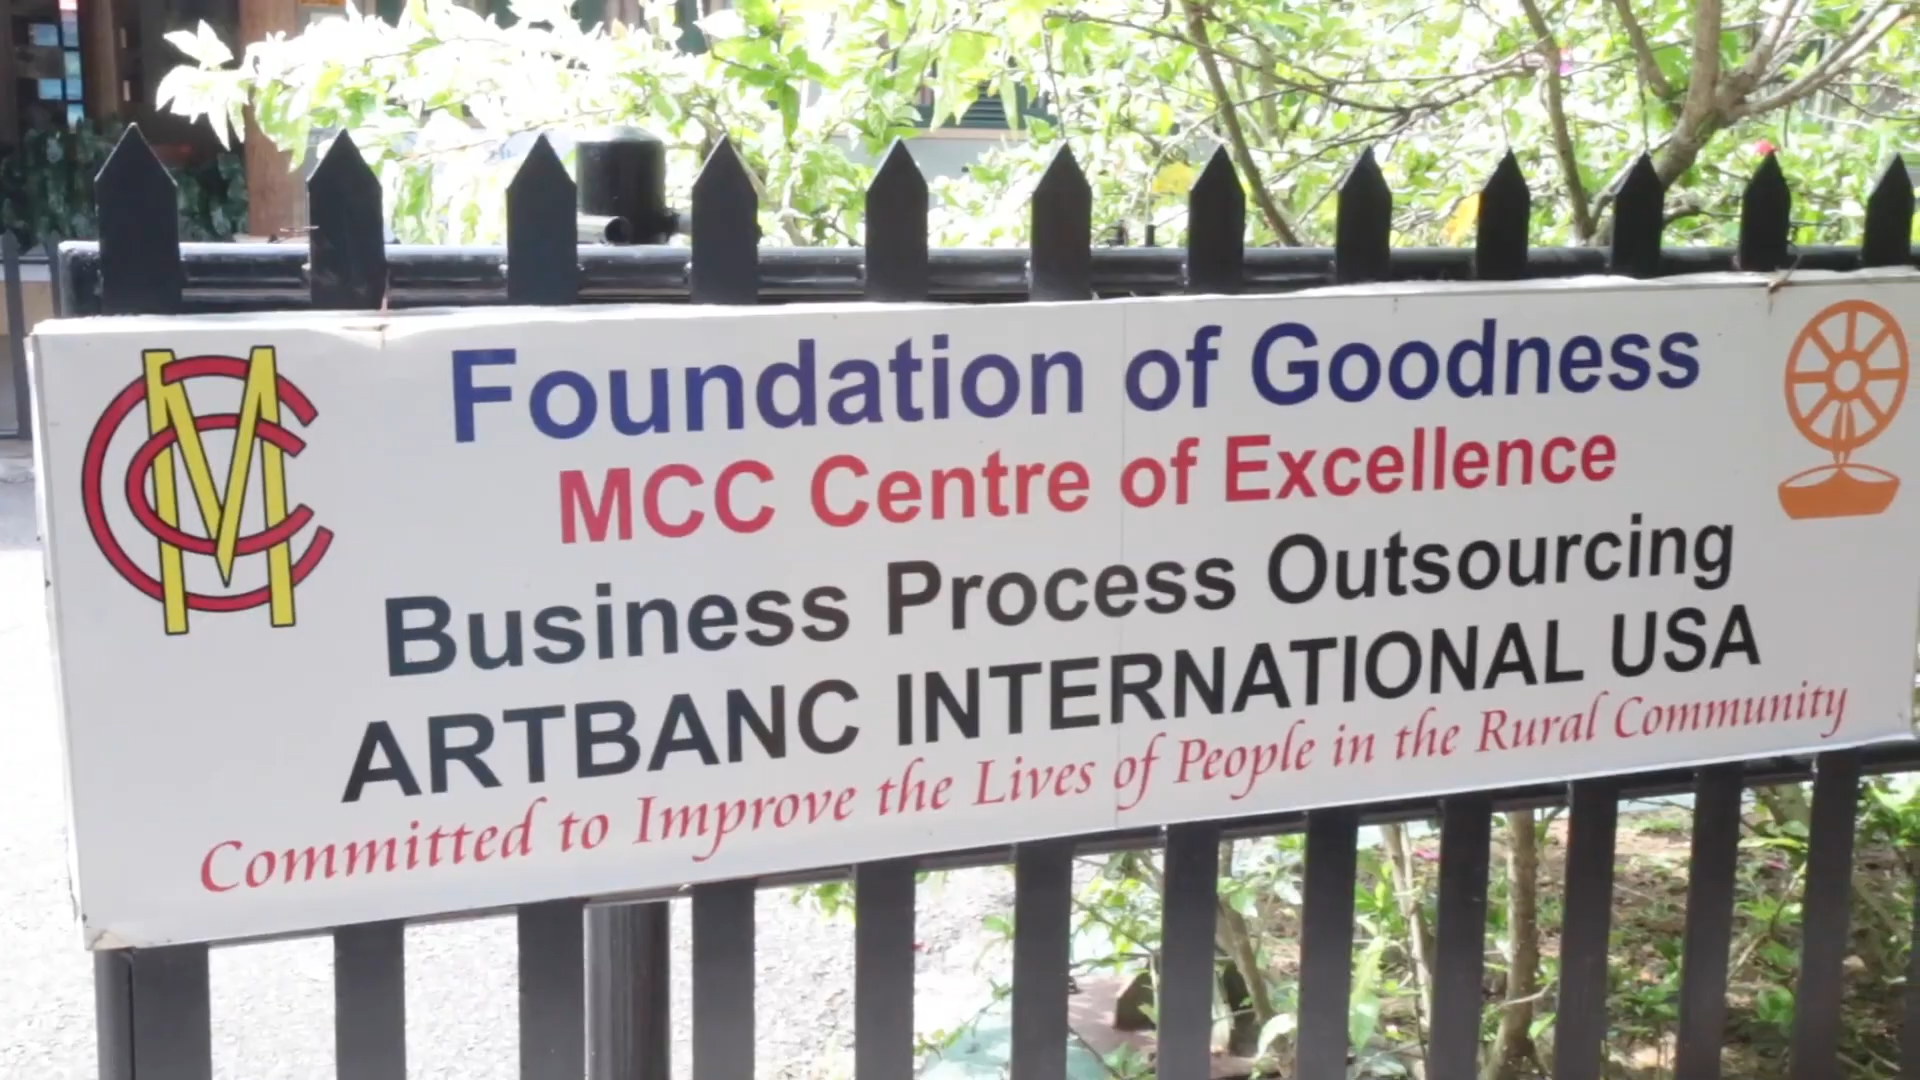 Foundation of Goodness
MCC Centre of Excellence
Business Process Outsourcing
ARTBANC INTERNATIONAL USA
Committed to Improve the Lives of People in the Rural Community
MCC